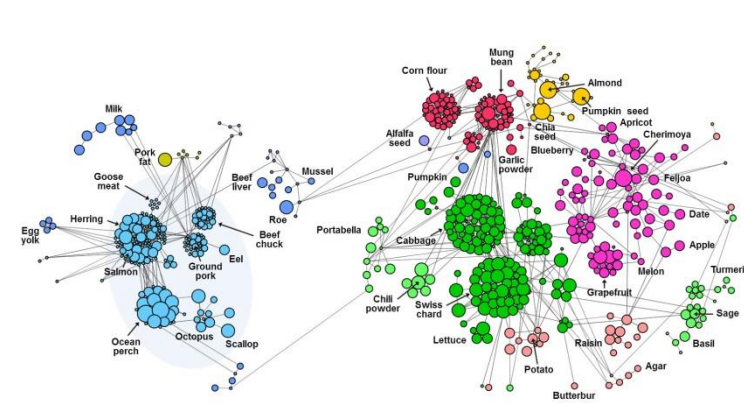 Mung
bean
Corn flour
Almond
Pumpkin seed
Milk
Chia
seed
Apricot
Cherimoya
Alfalfa
seed
Garlic
powder
Blueberry
Pork
fat
Goose
meat
Beef
liver
Mussel
Pumpkin
Feijoa
Herring
Roe
Date
Egg
yolk
Beef
chuck
Portabella
Cabbage
Apple
Salmon
Ground
pork
Eel
Melon
Turmeri
Grapefruit
Chili
powder
Swiss
chard
Sage
Ocean
perch
Octopus
Scallop
Lettuce
Raisin
Basil
Potato
Agar
Butterbur